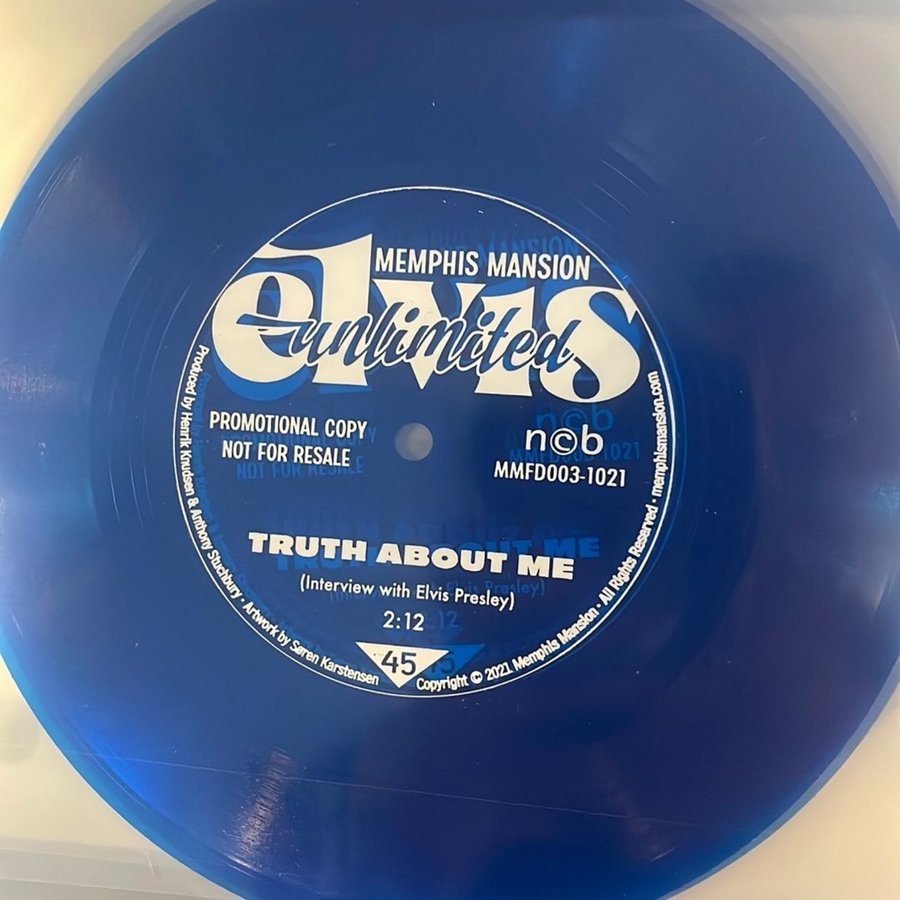 MEMPHIS MANSION
elvis
unlimited
PROMOTIONAL COPY
NOT FOR RESALE
n©b
MMFD003-1021
TRUTH ABOUT ME
(Interview with Elvis Presley)
2:12
45
Produced by Henrik Knudsen & Anthony Stuchbury · Artwork by Søren Karstensen
Copyright © 2021 Memphis Mansion · All Rights Reserved · memphismansion.com